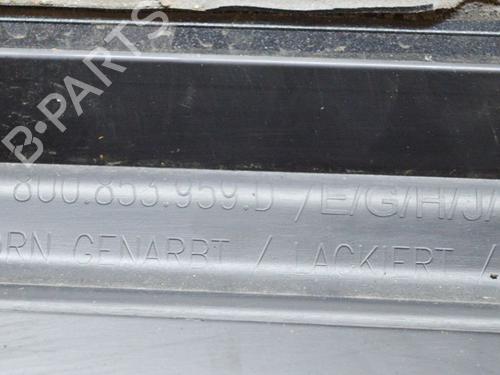 B-PARTS
8U0.853.959.D /E/G/H/J/
GENARBT / LACKIERT /